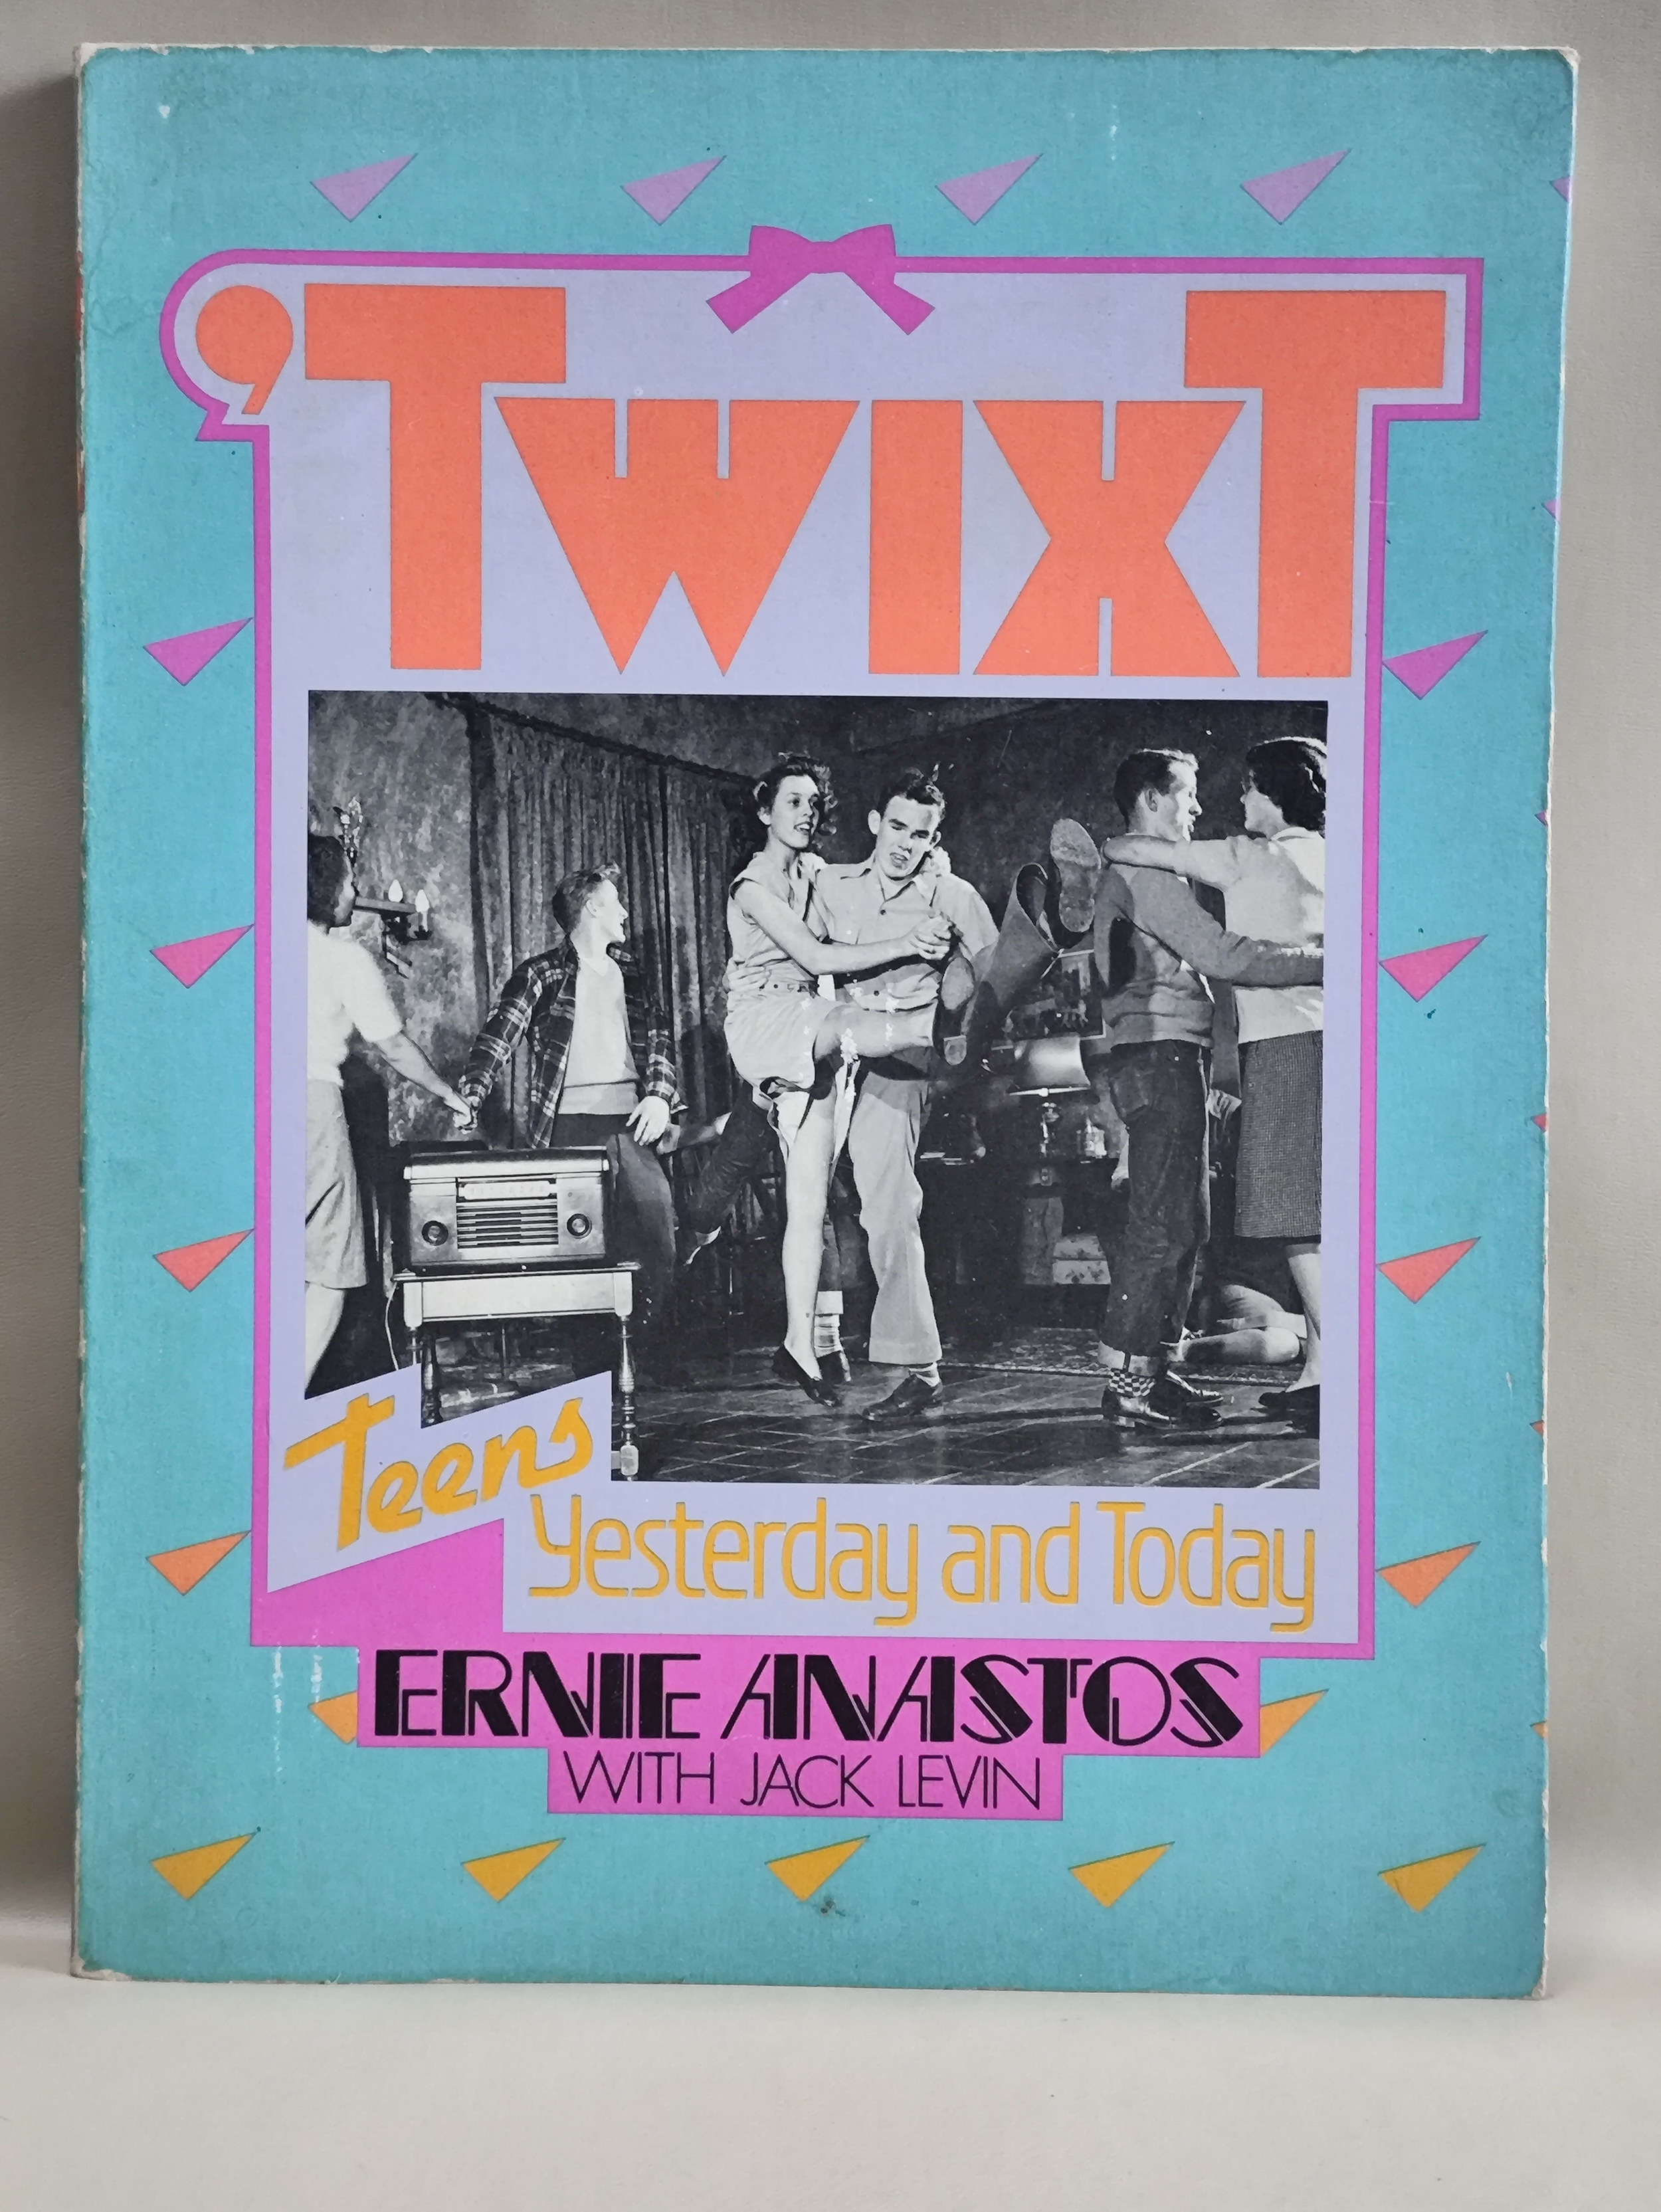 'TWIXT
Teens
Yesterday and Today
ERNIE ANASTOS
WITH JACK LEVIN